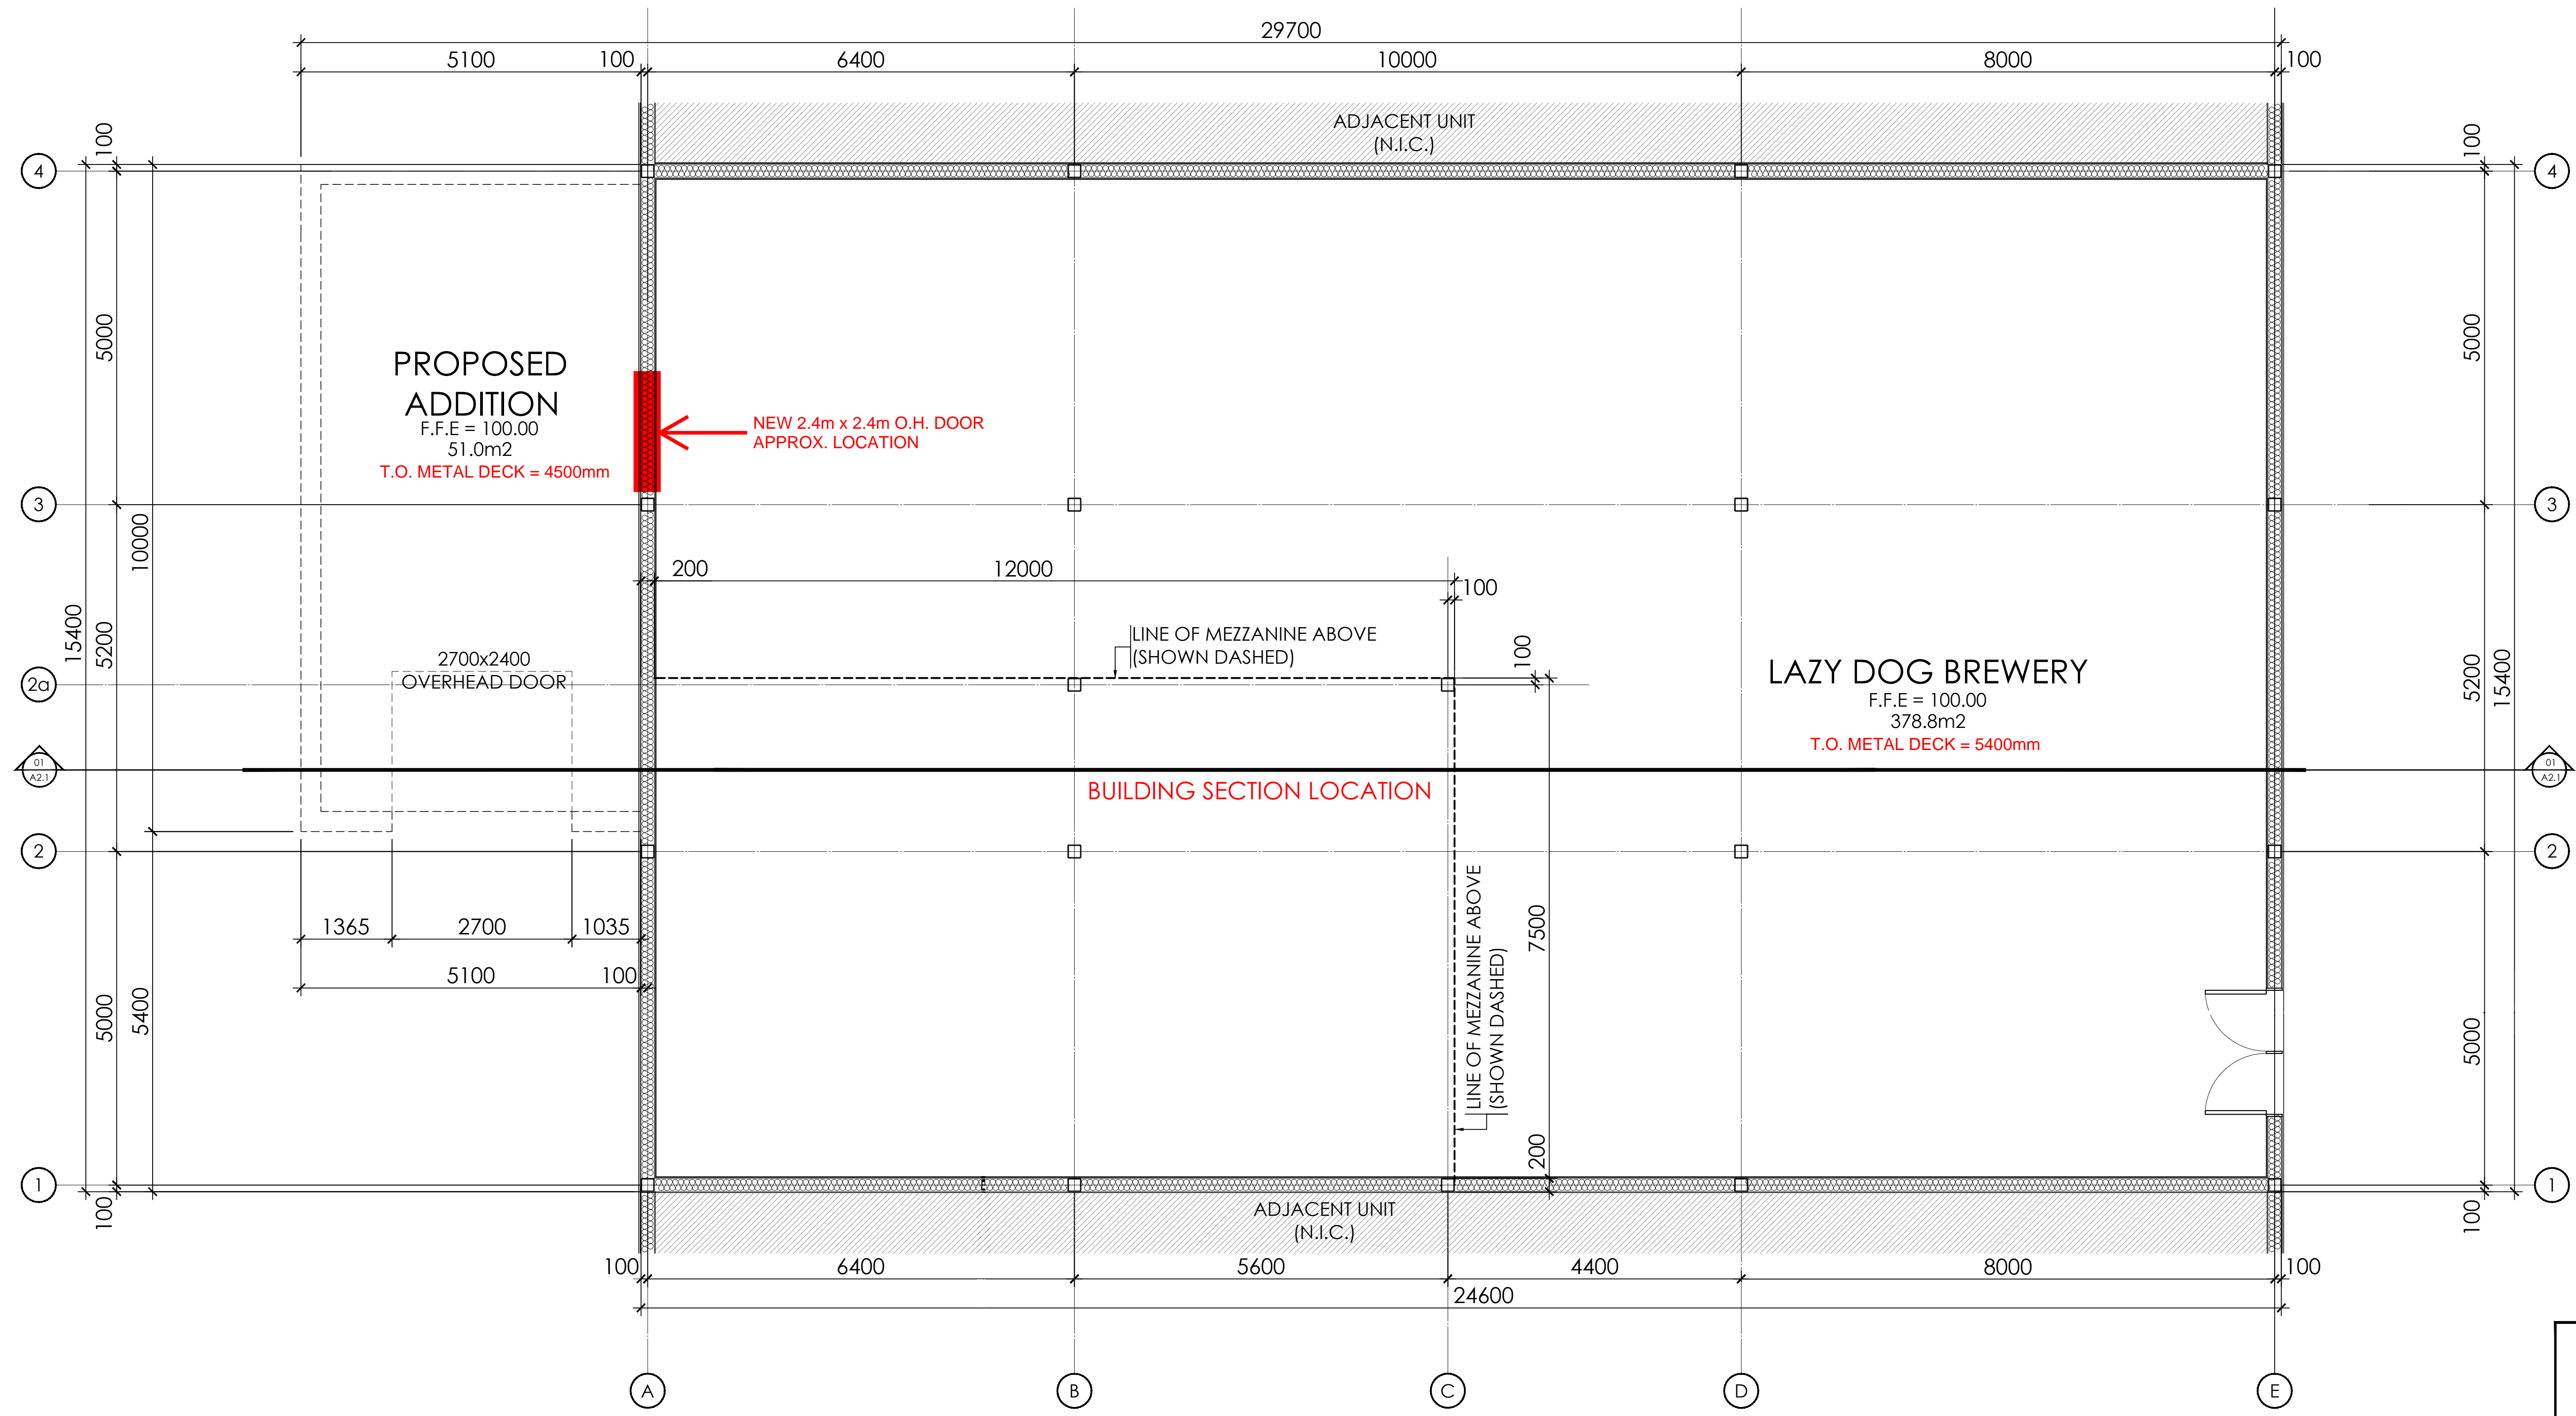 29700
5100
100
6400
10000
8000
100
ADJACENT UNIT
(N.I.C.)
100
100
4
4
5000
5000
PROPOSED
ADDITION
F.F.E = 100.00
51.0m2
T.O. METAL DECK = 4500mm
NEW 2.4m x 2.4m O.H. DOOR
APPROX. LOCATION
3
3
10000
200
12000
100
15400
5200
LINE OF MEZZANINE ABOVE
(SHOWN DASHED)
100
2700x2400
OVERHEAD DOOR
LAZY DOG BREWERY
F.F.E = 100.00
378.8m2
T.O. METAL DECK = 5400mm
5200
15400
2a
01
A2.1
01
A2.1
BUILDING SECTION LOCATION
2
2
1365
2700
1035
5100
100
LINE OF MEZZANINE ABOVE
(SHOWN DASHED)
7500
5000
5400
5000
200
1
1
100
100
ADJACENT UNIT
(N.I.C.)
100
6400
5600
4400
8000
100
24600
A
B
C
D
E